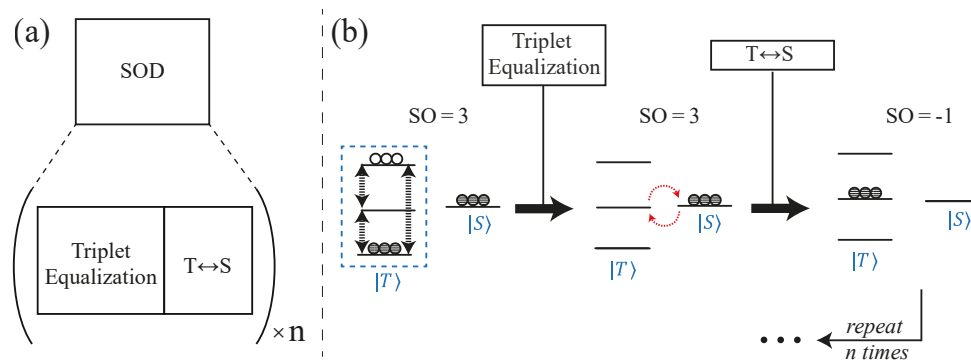 (a)
SOD
Triplet
Equalization
T↔S
×n
(b)
Triplet
Equalization
T↔S
SO = 3
SO = 3
SO = -1
|S⟩
|T⟩
|S⟩
|T⟩
|S⟩
|T⟩
repeat
n times